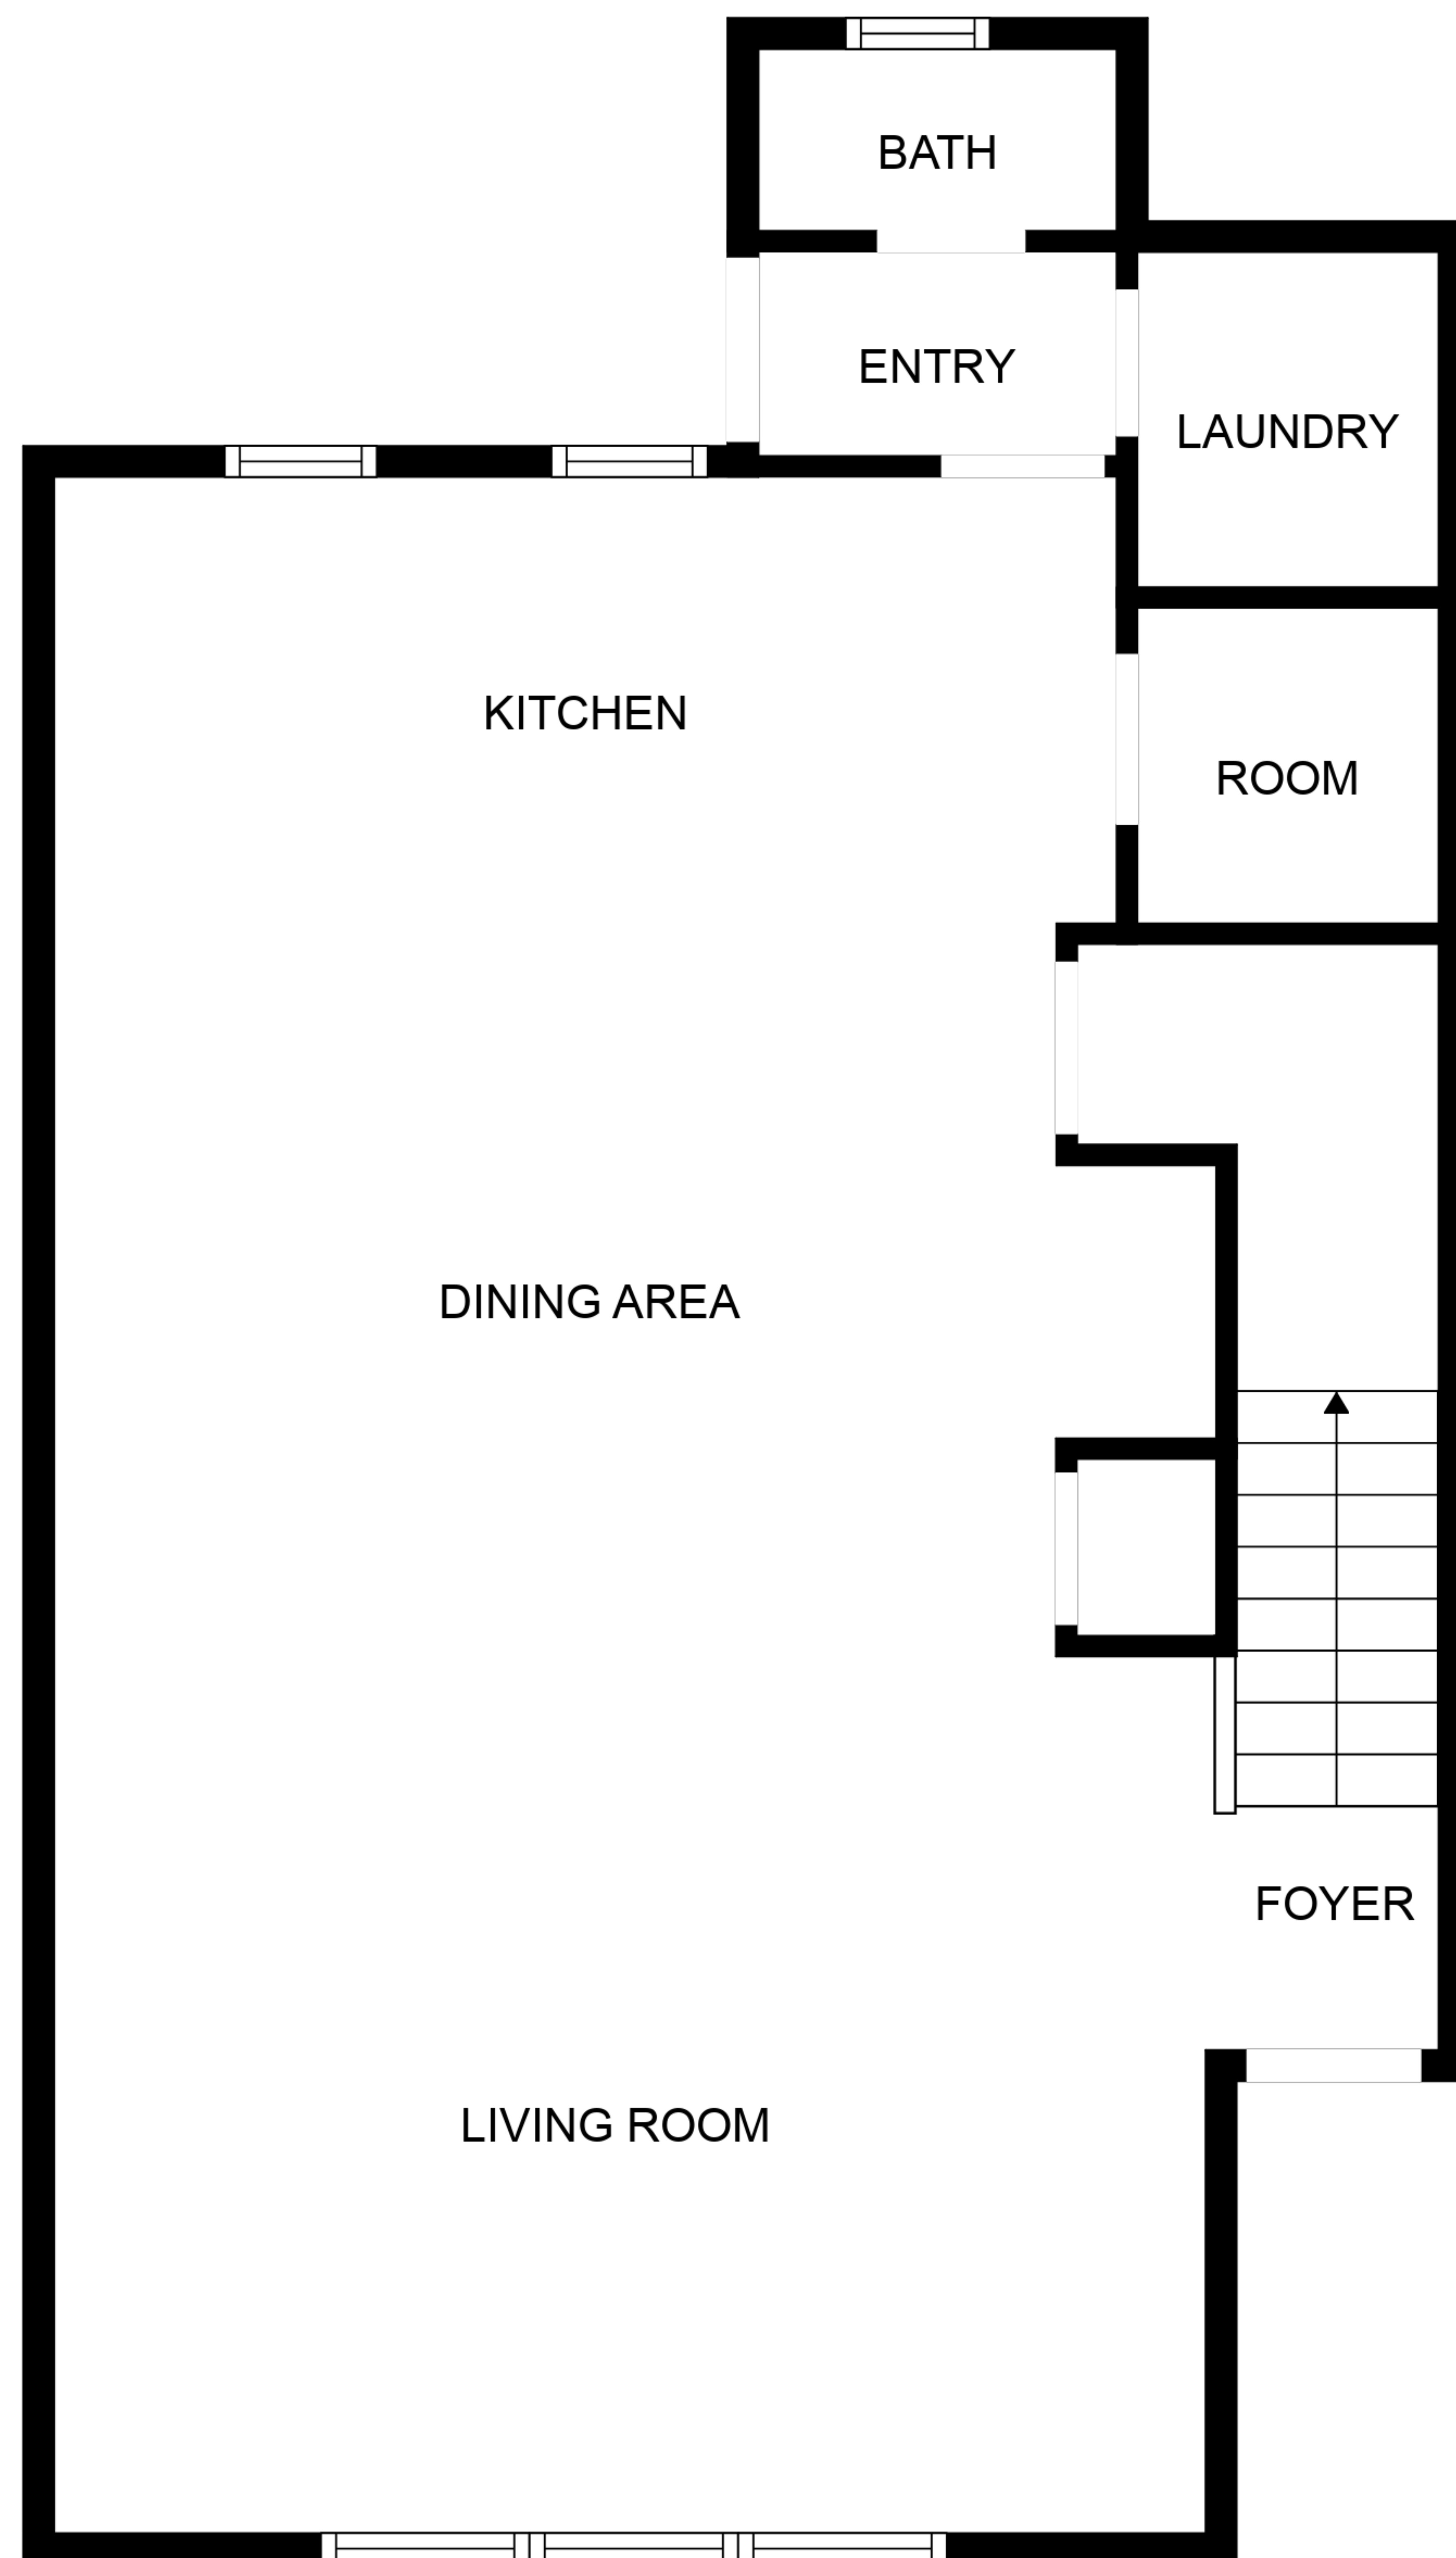 BATH
ENTRY
LAUNDRY
KITCHEN
ROOM
DINING AREA
FOYER
LIVING ROOM